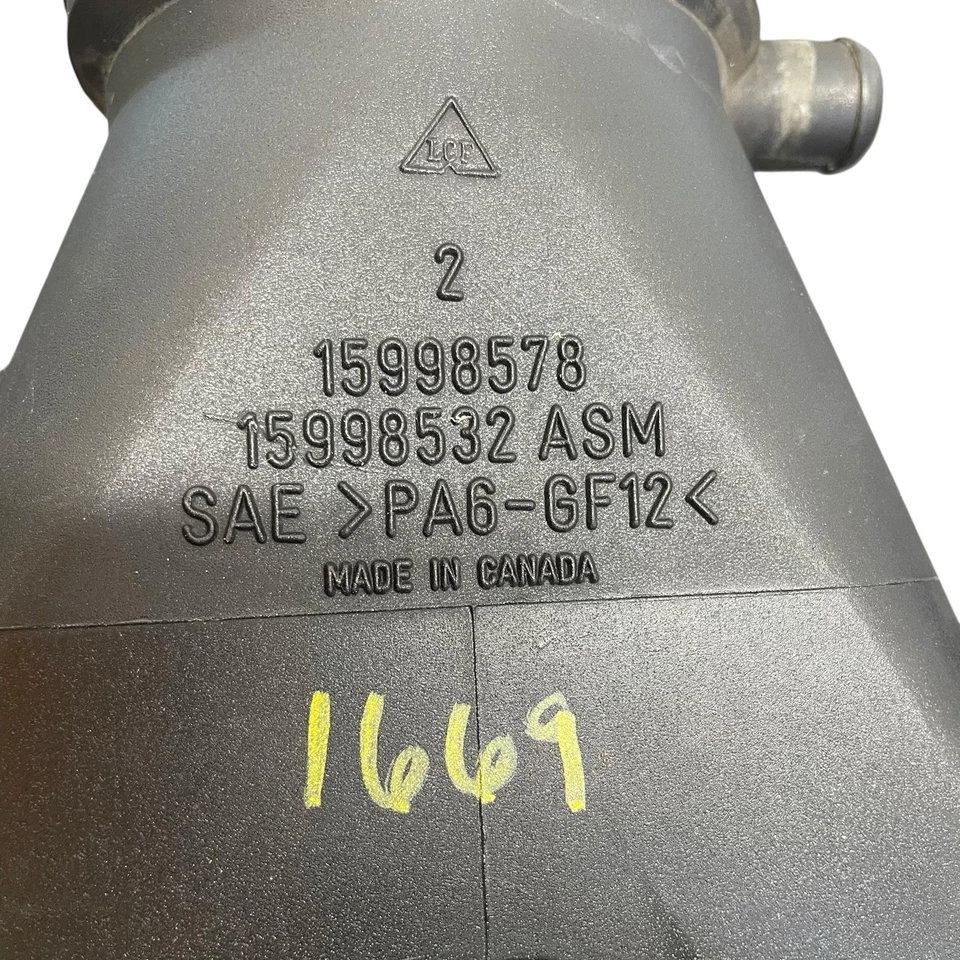 LCF
2
15998578
15998532 ASM
SAE >PA6-GF12<
MADE IN CANADA
1669